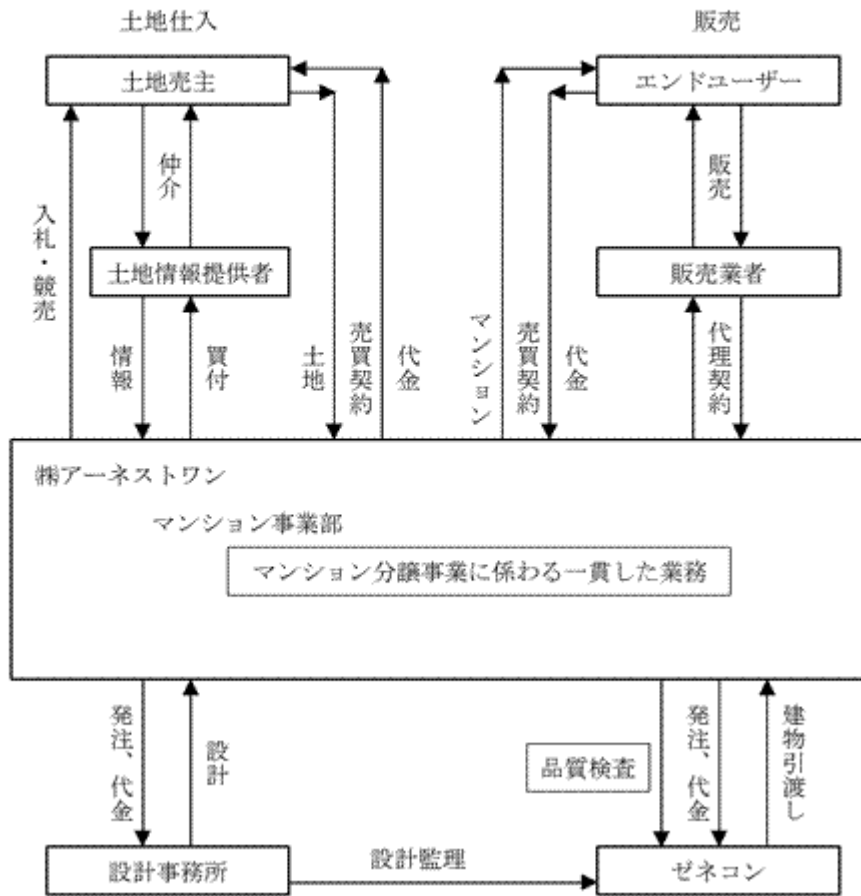 土地仕入
販売
土地売主
エンドユーザー
仲介
販売
入札・競売
土地情報提供者
販売業者
情報
買付
土地
売買契約
代金
マンション
売買契約
代金
代理契約
㈱アーネストワン
マンション事業部
マンション分譲事業に係わる一貫した業務
発注、代金
設計
品質検査
発注、代金
建物引渡し
設計事務所
設計監理
ゼネコン